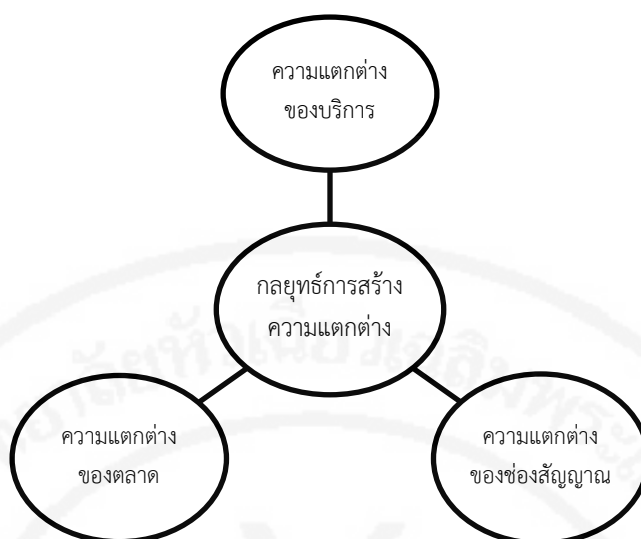 ความแตกต่าง
ของบริการ
กลยุทธ์การสร้าง
ความแตกต่าง
ความแตกต่าง
ของตลาด
ความแตกต่าง
ของช่องสัญญาณ